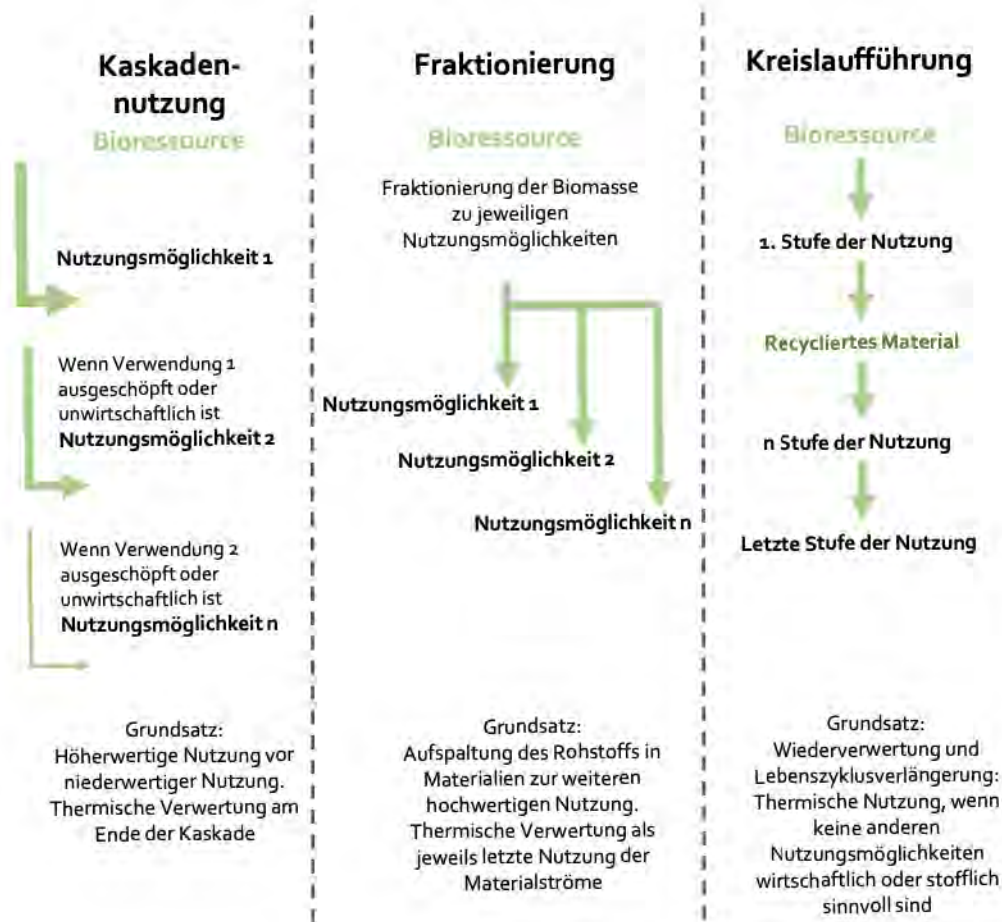 Kaskaden-
nutzung
Bioressource
Nutzungsmöglichkeit 1
Wenn Verwendung 1
ausgeschöpft oder
unwirtschaftlich ist
Nutzungsmöglichkeit 2
Wenn Verwendung 2
ausgeschöpft oder
unwirtschaftlich ist
Nutzungsmöglichkeit n
Grundsatz:
Höherwertige Nutzung vor
niederwertiger Nutzung.
Thermische Verwertung am
Ende der Kaskade
Fraktionierung
Bioressource
Fraktionierung der Biomasse
zu jeweiligen
Nutzungsmöglichkeiten
Nutzungsmöglichkeit 1
Nutzungsmöglichkeit 2
Nutzungsmöglichkeit n
Grundsatz:
Aufspaltung des Rohstoffs in
Materialien zur weiteren
hochwertigen Nutzung.
Thermische Verwertung als
jeweils letzte Nutzung der
Materialströme
Kreislaufführung
Bioressource
1. Stufe der Nutzung
Recycliertes Material
n Stufe der Nutzung
Letzte Stufe der Nutzung
Grundsatz:
Wiederverwertung und
Lebenszyklusverlängerung:
Thermische Nutzung, wenn
keine anderen
Nutzungsmöglichkeiten
wirtschaftlich oder stofflich
sinnvoll sind